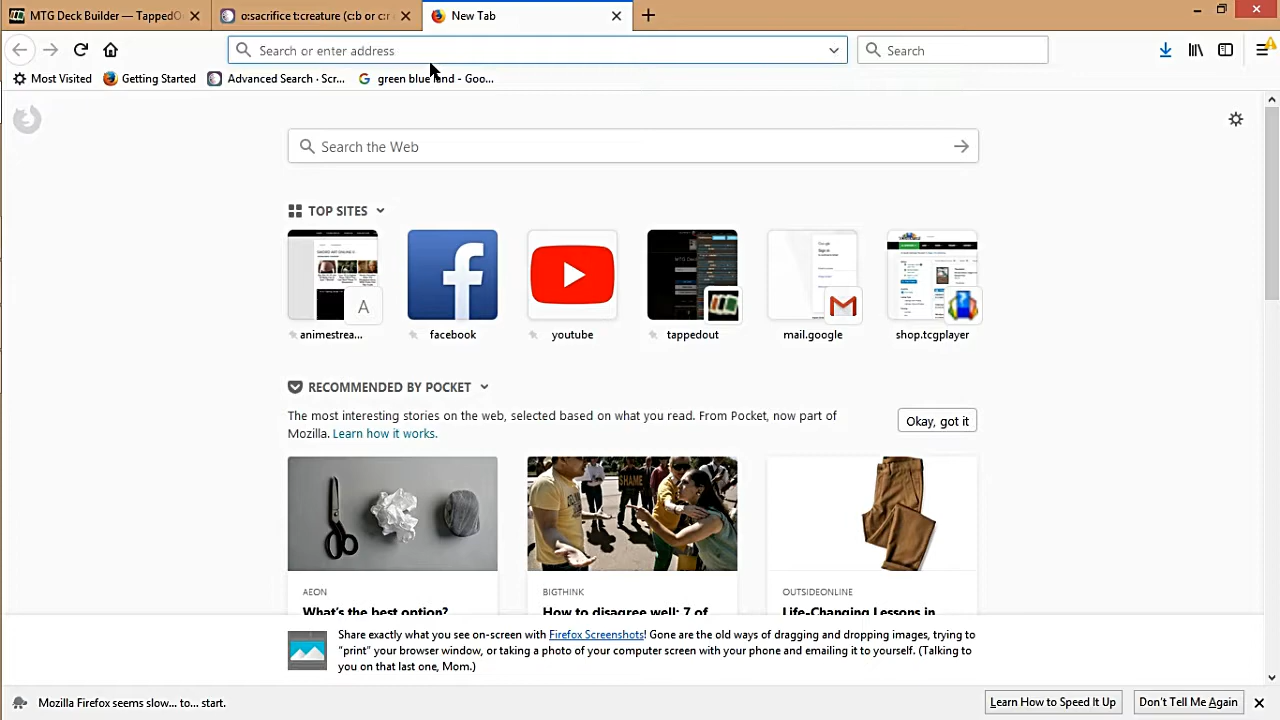 MTG Deck Builder — TappedO
o:sacrifice t:creature (c:b or c:r
New Tab
Search or enter address
Search
Most Visited
Getting Started
Advanced Search · Scr...
green blue land - Goo...
Search the Web
TOP SITES
A
animestrea...
facebook
youtube
tappedout
mail.google
shop.tcgplayer
RECOMMENDED BY POCKET
The most interesting stories on the web, selected based on what you read. From Pocket, now part of
Mozilla. Learn how it works.
Okay, got it
SHAME
AEON
What's the best option?
BIGTHINK
How to disagree well: 7 of
OUTSIDEONLINE
Life-Changing Lessons in
Share exactly what you see on-screen with Firefox Screenshots! Gone are the old ways of dragging and dropping images, trying to
"print" your browser window, or taking a photo of your computer screen with your phone and emailing it to yourself. (Talking to
you on that last one, Mom.)
Mozilla Firefox seems slow... to... start.
Learn How to Speed It Up
Don't Tell Me Again